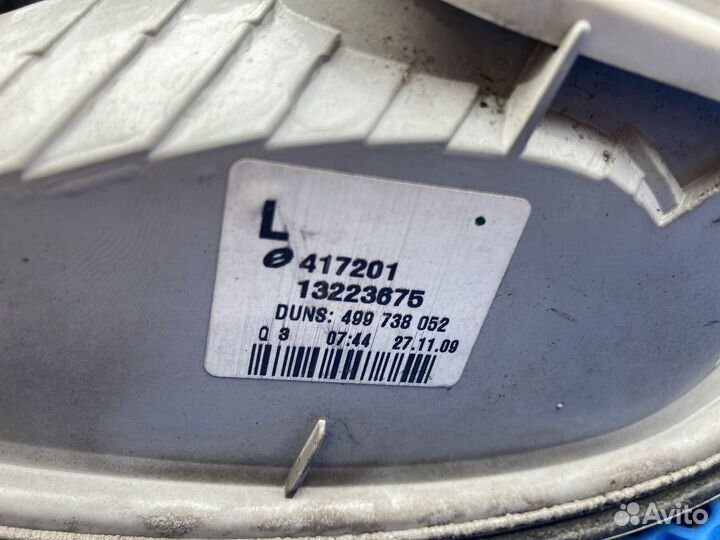 L
417201
13223675
DUNS: 499 738 052
Q 3 07:44 27.11.09
Avito